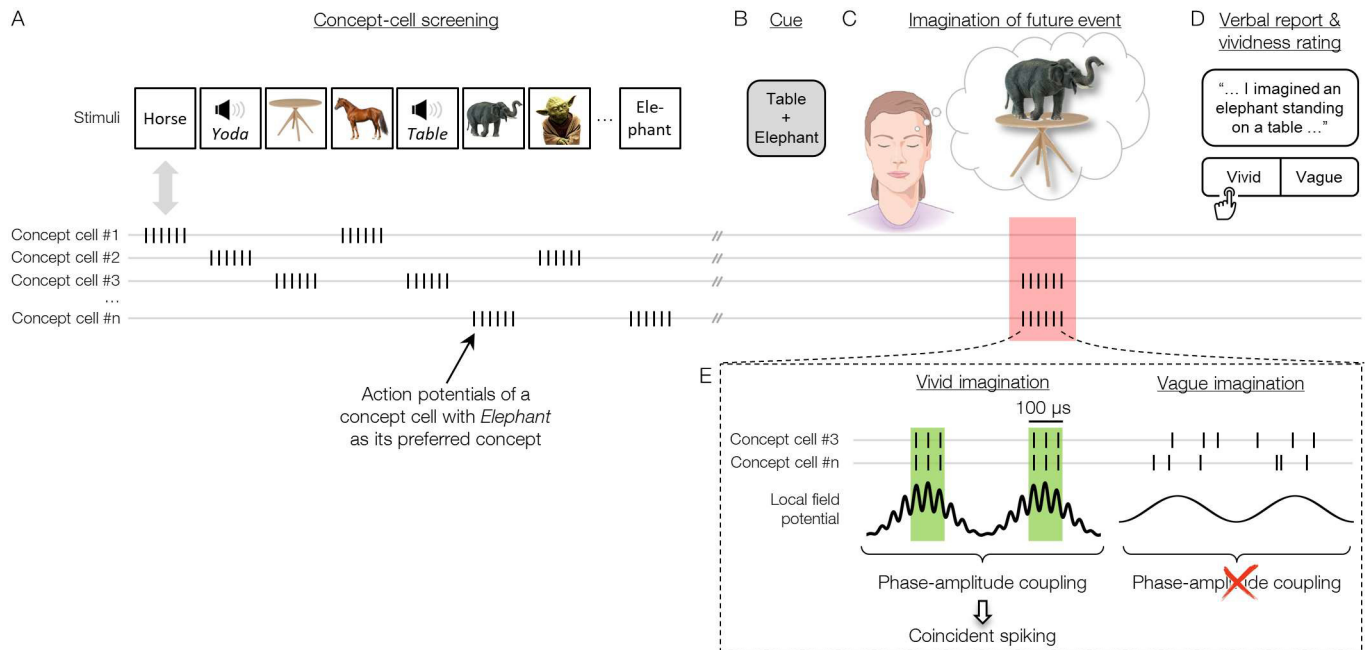 A
Concept-cell screening
Stimuli
Horse
Yoda
Table
...
Ele-
phant
Concept cell #1
Concept cell #2
Concept cell #3
...
Concept cell #n
Action potentials of a
concept cell with Elephant
as its preferred concept
B
Cue
Table
+
Elephant
C
Imagination of future event
D
Verbal report &
vividness rating
“... I imagined an
elephant standing
on a table ...”
Vivid
Vague
E
Vivid imagination
Vague imagination
100 µs
Concept cell #3
Concept cell #n
Local field
potential
Phase-amplitude coupling
Phase-amplitude coupling
Coincident spiking